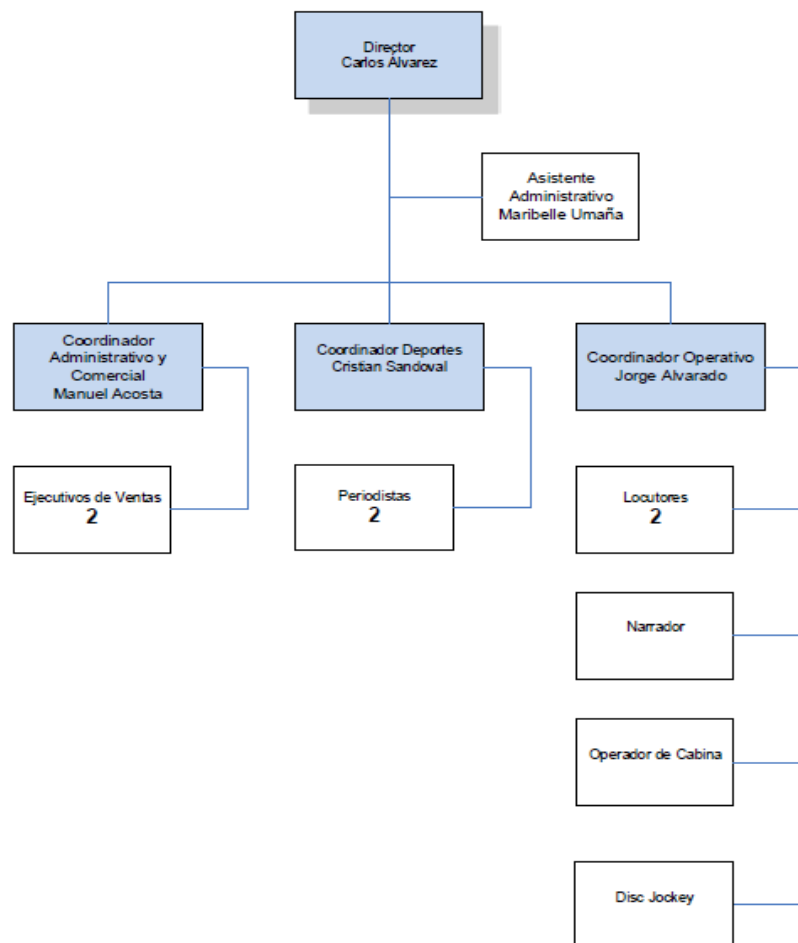 Director
Carlos Alvarez
Asistente
Administrativo
Maribelle Umaña
Coordinador
Administrativo y
Comercial
Manuel Acosta
Coordinador Deportes
Cristian Sandoval
Coordinador Operativo
Jorge Alvarado
Ejecutivos de Ventas
2
Periodistas
2
Locutores
2
Narrador
Operador de Cabina
Disc Jockey